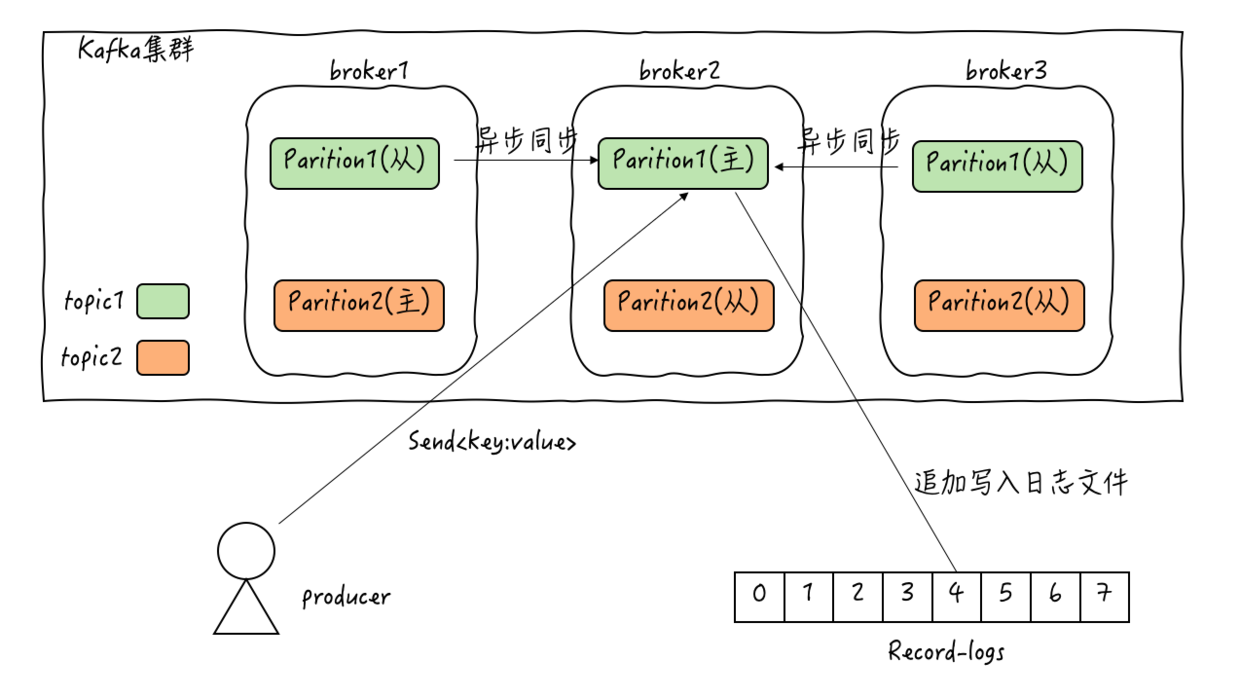 Kafka集群
broker1
broker2
broker3
异步同步
异步同步
Parition1(从)
Parition1(主)
Parition1(从)
topic1
Parition2(主)
Parition2(从)
Parition2(从)
topic2
Send<key:value>
追加写入日志文件
producer
0 1 2 3 4 5 6 7
Record-logs